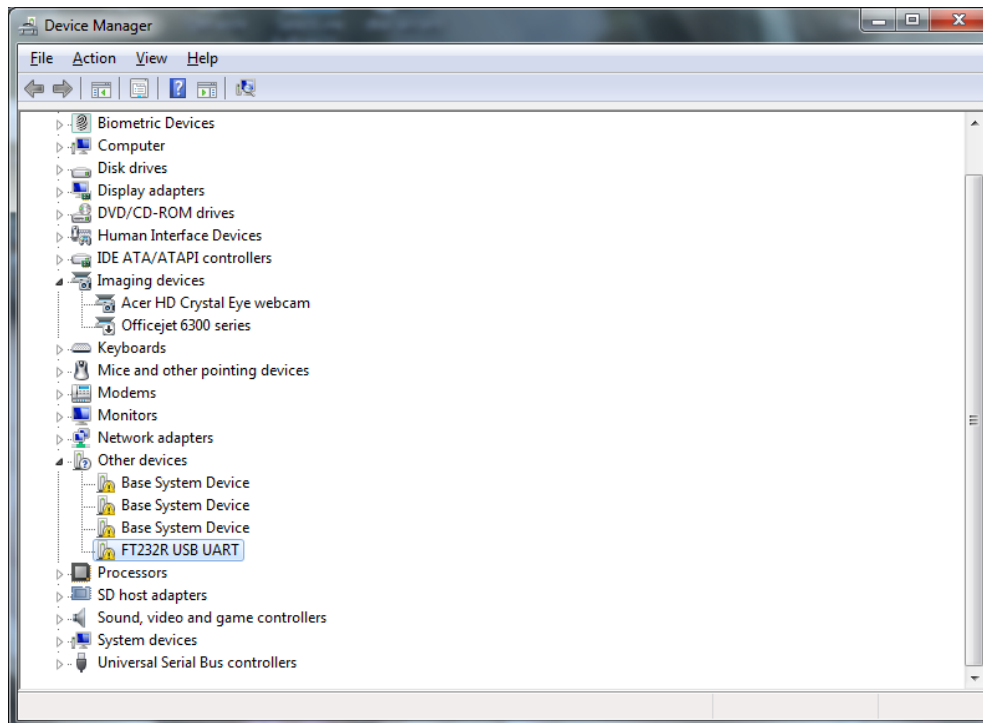 Device Manager
File Action View Help
Biometric Devices
Computer
Disk drives
Display adapters
DVD/CD-ROM drives
Human Interface Devices
IDE ATA/ATAPI controllers
Imaging devices
Acer HD Crystal Eye webcam
Officejet 6300 series
Keyboards
Mice and other pointing devices
Modems
Monitors
Network adapters
Other devices
Base System Device
Base System Device
Base System Device
FT232R USB UART
Processors
SD host adapters
Sound, video and game controllers
System devices
Universal Serial Bus controllers